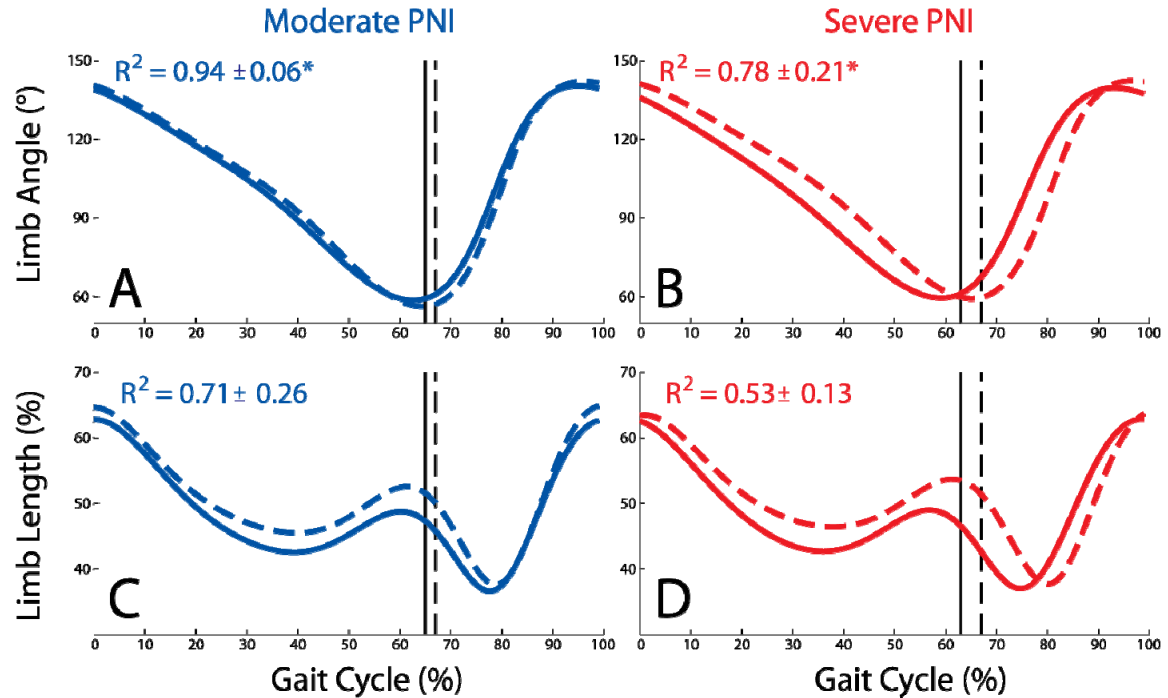 Moderate PNI
Severe PNI
Limb Angle (°)
150
120
90
60
50
R² = 0.94 ±0.06*
A
0 10 20 30 40 50 60 70 80 90 100
150
120
90
60
50
R² = 0.78 ±0.21*
B
0 10 20 30 40 50 60 70 80 90 100
Limb Length (%)
70
60
50
40
R² = 0.71± 0.26
C
0 10 20 30 40 50 60 70 80 90 100
Gait Cycle (%)
70
60
50
40
R² = 0.53± 0.13
D
0 10 20 30 40 50 60 70 80 90 100
Gait Cycle (%)